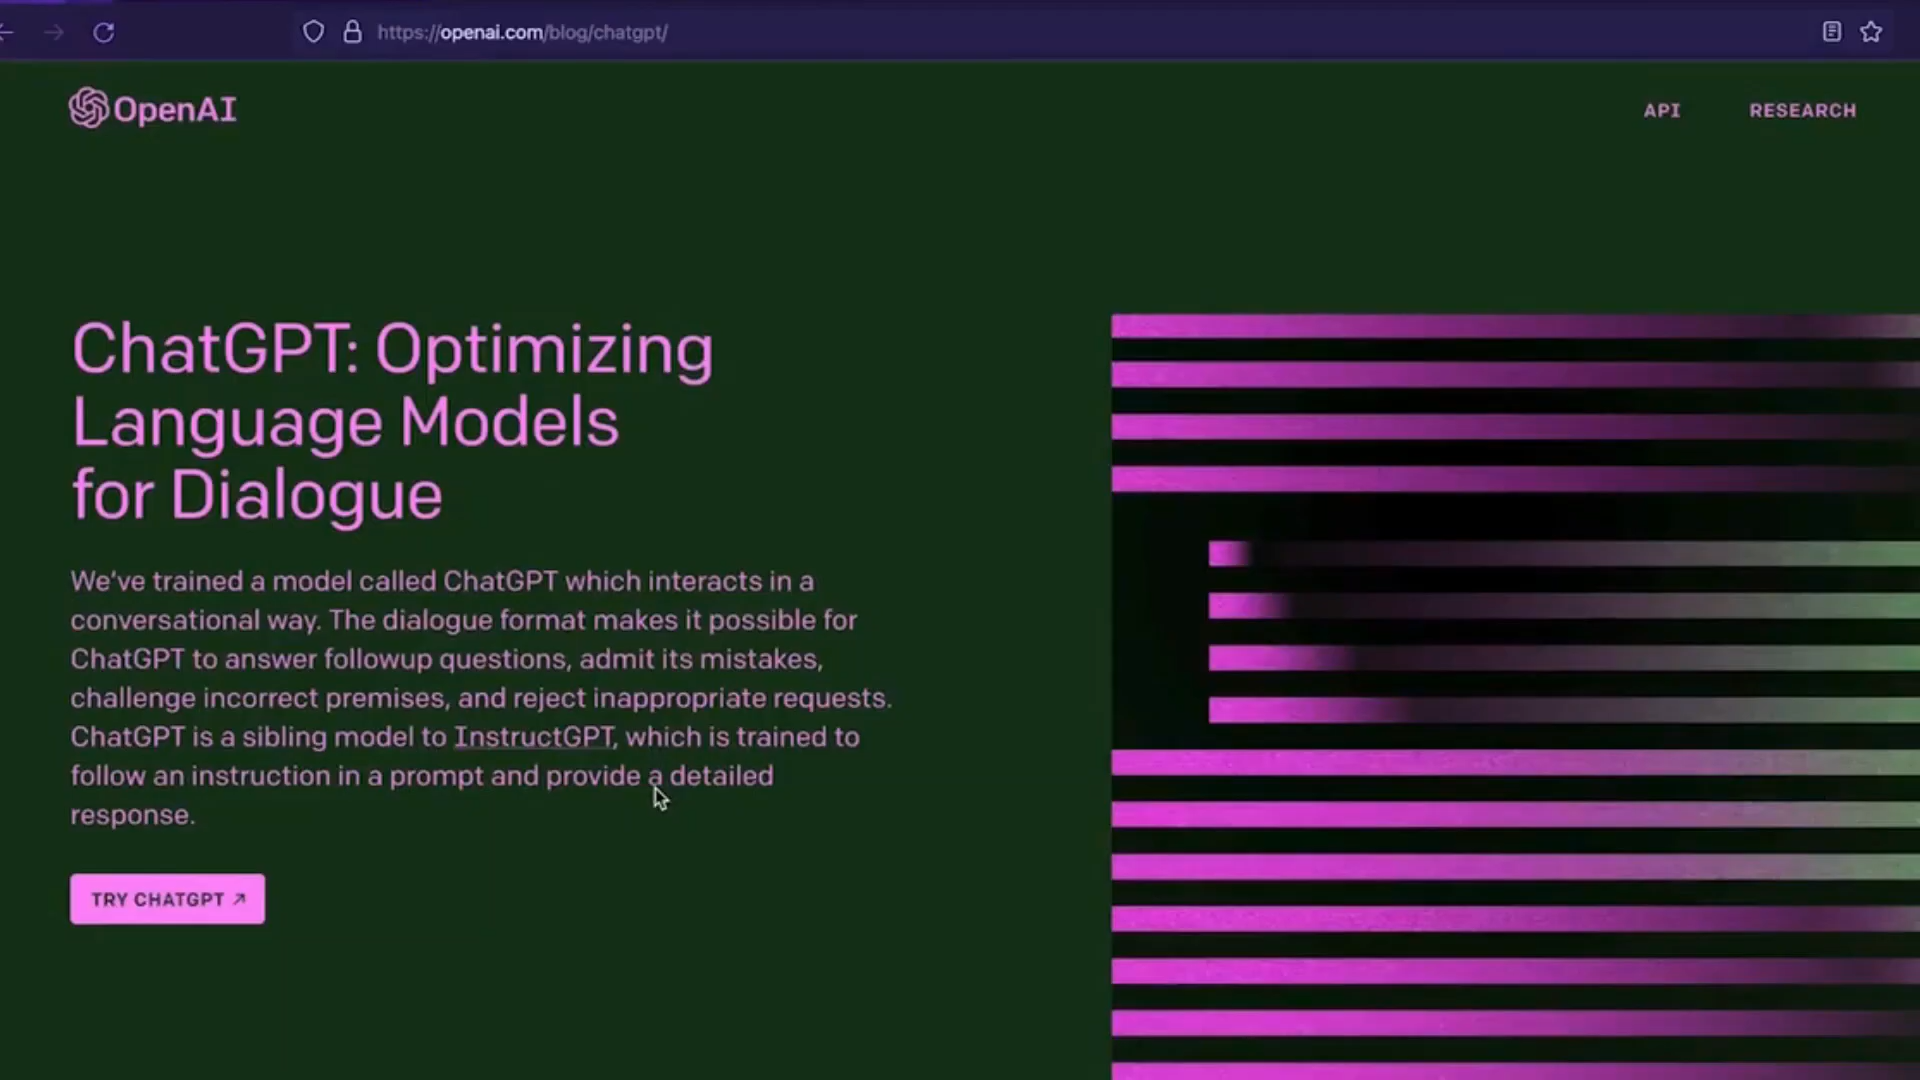 https://openai.com/blog/chatgpt/
OpenAI
API
RESEARCH
ChatGPT: Optimizing
Language Models
for Dialogue
We’ve trained a model called ChatGPT which interacts in a
conversational way. The dialogue format makes it possible for
ChatGPT to answer followup questions, admit its mistakes,
challenge incorrect premises, and reject inappropriate requests.
ChatGPT is a sibling model to InstructGPT, which is trained to
follow an instruction in a prompt and provide a detailed
response.
TRY CHATGPT ↗